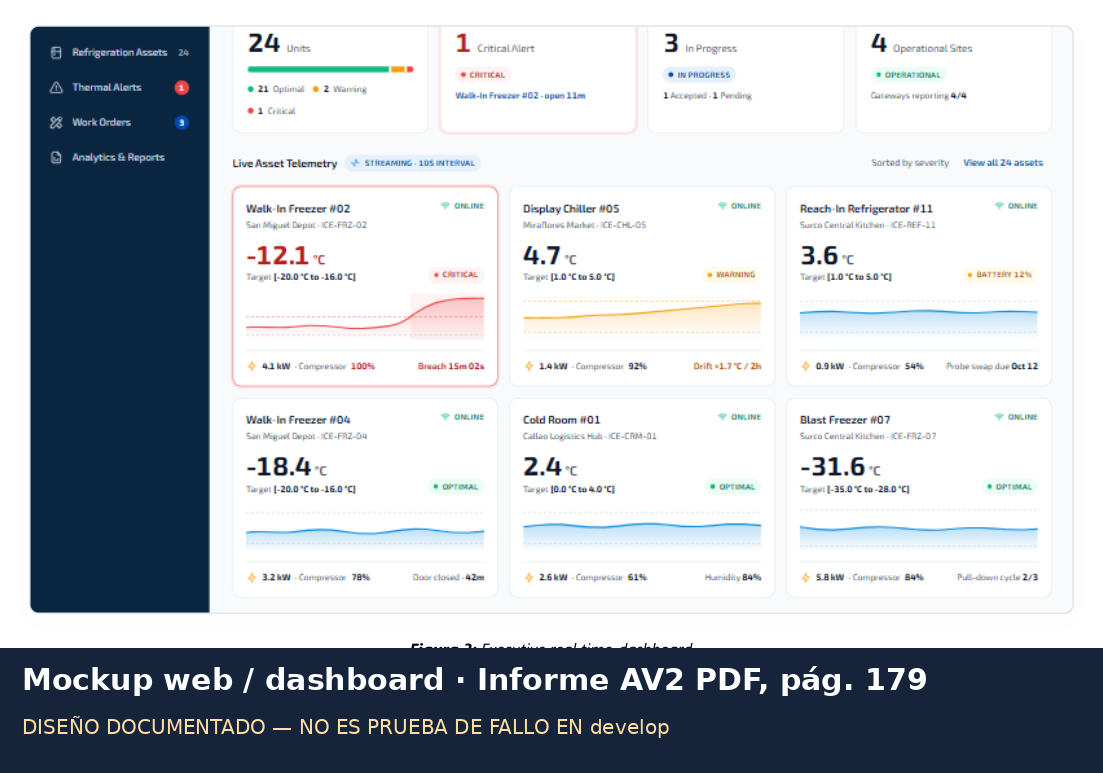 Refrigeration Assets 24
Thermal Alerts 1
Work Orders 3
Analytics & Reports
24 Units
21 Optimal 2 Warning
1 Critical
1 Critical Alert
CRITICAL
Walk-In Freezer #02 · open 11m
3 In Progress
IN PROGRESS
1 Accepted · 1 Pending
4 Operational Sites
OPERATIONAL
Gateways reporting 4/4
Live Asset Telemetry STREAMING · 10S INTERVAL Sorted by severity View all 24 assets
Walk-In Freezer #02 ONLINE
San Miguel Depot · ICE-FRZ-02
-12.1 °C
Target [-20.0 °C to -16.0 °C] CRITICAL
4.1 kW · Compressor 100% Breach 15m 02s
Display Chiller #05 ONLINE
Miraflores Market · ICE-CHL-05
4.7 °C
Target [1.0 °C to 5.0 °C] WARNING
1.4 kW · Compressor 92% Drift +1.7 °C / 2h
Reach-In Refrigerator #11 ONLINE
Surco Central Kitchen · ICE-REF-11
3.6 °C
Target [1.0 °C to 5.0 °C] BATTERY 12%
0.9 kW · Compressor 54% Probe swap due Oct 12
Walk-In Freezer #04 ONLINE
San Miguel Depot · ICE-FRZ-04
-18.4 °C
Target [-20.0 °C to -16.0 °C] OPTIMAL
3.2 kW · Compressor 78% Door closed · 42m
Cold Room #01 ONLINE
Callao Logistics Hub · ICE-CRM-01
2.4 °C
Target [0.0 °C to 4.0 °C] OPTIMAL
2.6 kW · Compressor 61% Humidity 84%
Blast Freezer #07 ONLINE
Surco Central Kitchen · ICE-FRZ-07
-31.6 °C
Target [-35.0 °C to -28.0 °C] OPTIMAL
5.8 kW · Compressor 84% Pull-down cycle 2/3
Mockup web / dashboard · Informe AV2 PDF, pág. 179
DISEÑO DOCUMENTADO — NO ES PRUEBA DE FALLO EN develop